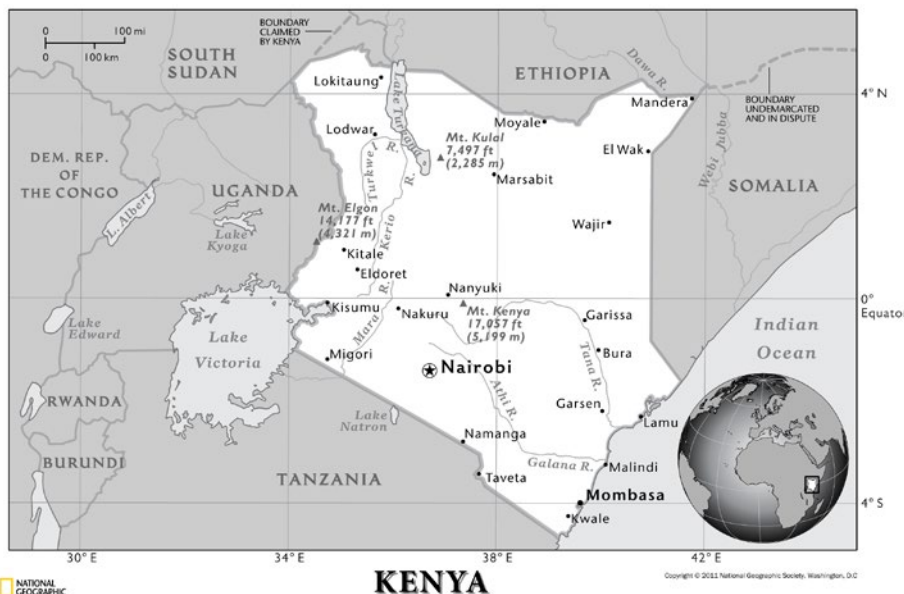 0 100 mi
0 100 km
BOUNDARY
CLAIMED
BY KENYA
SOUTH
SUDAN
ETHIOPIA
Dawa R.
Lokitaung
Lake Turkana
Mandera
4° N
BOUNDARY
UNDEMARCATED
AND IN DISPUTE
Moyale
Lodwar
Mt. Kulal
7,497 ft
(2,285 m)
El Wak
Webi Jubba
DEM. REP.
OF
THE CONGO
Turkwel R.
Marsabit
UGANDA
SOMALIA
L. Albert
Mt. Elgon
14,177 ft
(4,321 m)
Kerio R.
Wajir
Lake
Kyoga
Kitale
Eldoret
Nanyuki
0°
Equator
Kisumu
Mara R.
Nakuru
Mt. Kenya
17,057 ft
(5,199 m)
Garissa
Lake
Edward
Lake
Victoria
Indian
Ocean
Migori
Nairobi
Bura
Tana R.
Athi R.
RWANDA
Lake
Natron
Garsen
Lamu
Namanga
BURUNDI
Galana R.
Malindi
TANZANIA
Taveta
Mombasa
4° S
Kwale
30° E
34° E
38° E
42° E
NATIONAL
GEOGRAPHIC
KENYA
Copyright © 2011 National Geographic Society, Washington, D.C